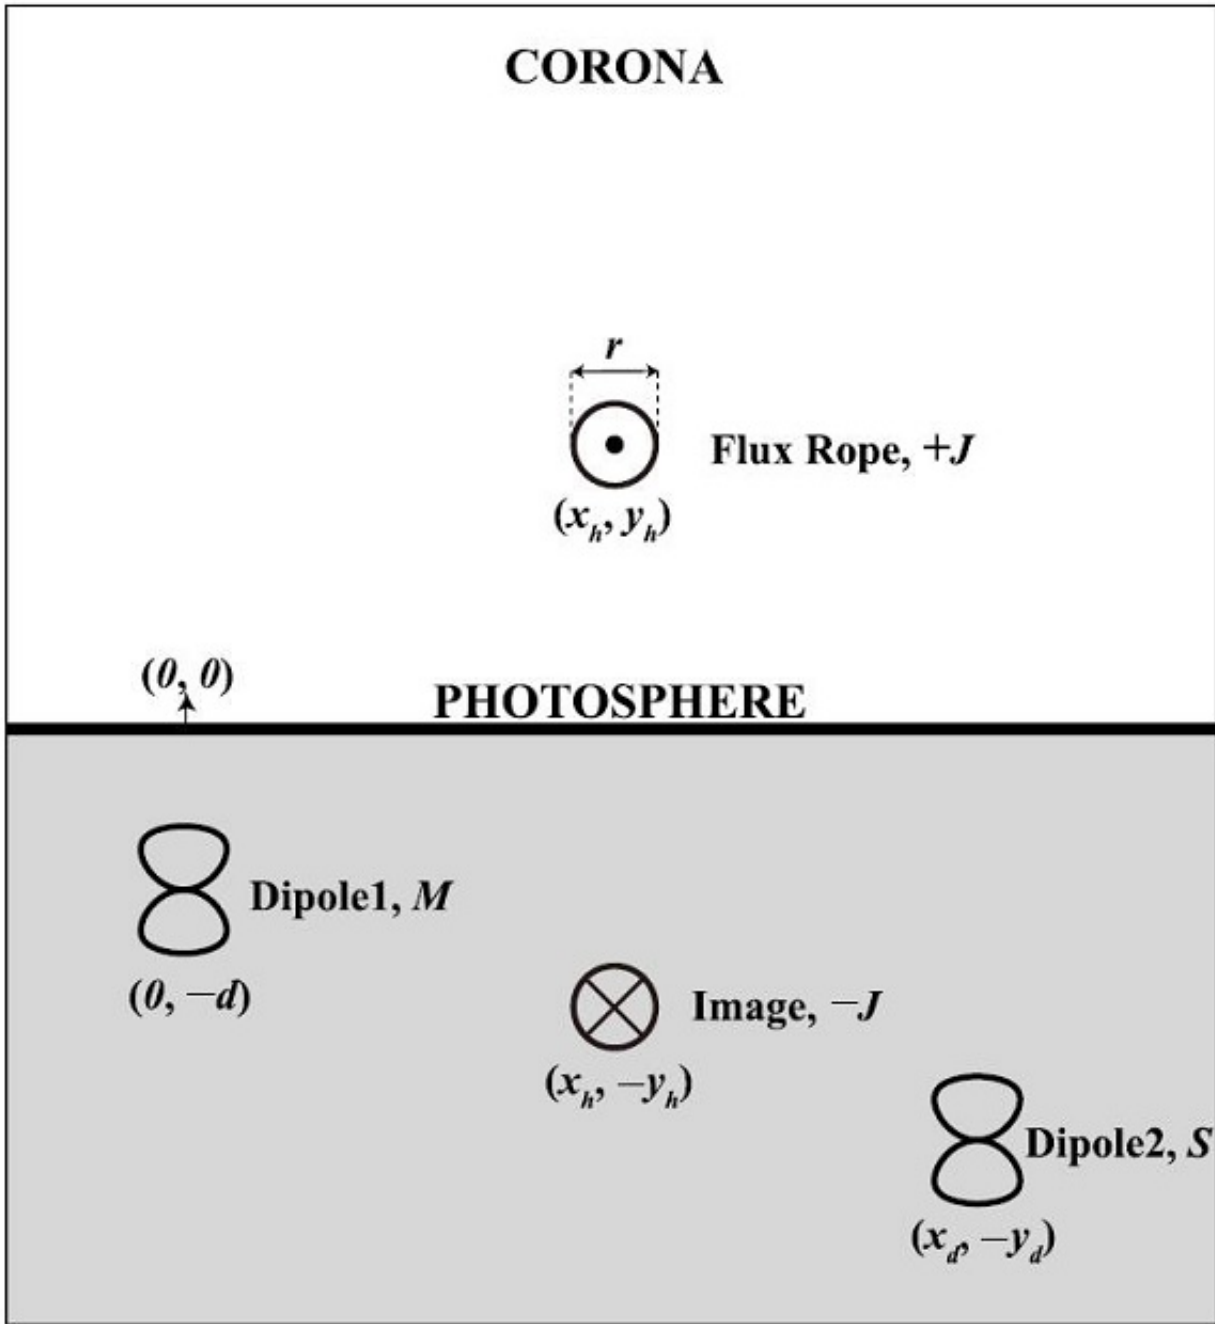 CORONA
r
Flux Rope, +J
(x_h, y_h)
(0, 0)
PHOTOSPHERE
Dipole1, M
(0, −d)
Image, −J
(x_h, −y_h)
Dipole2, S
(x_d, −y_d)